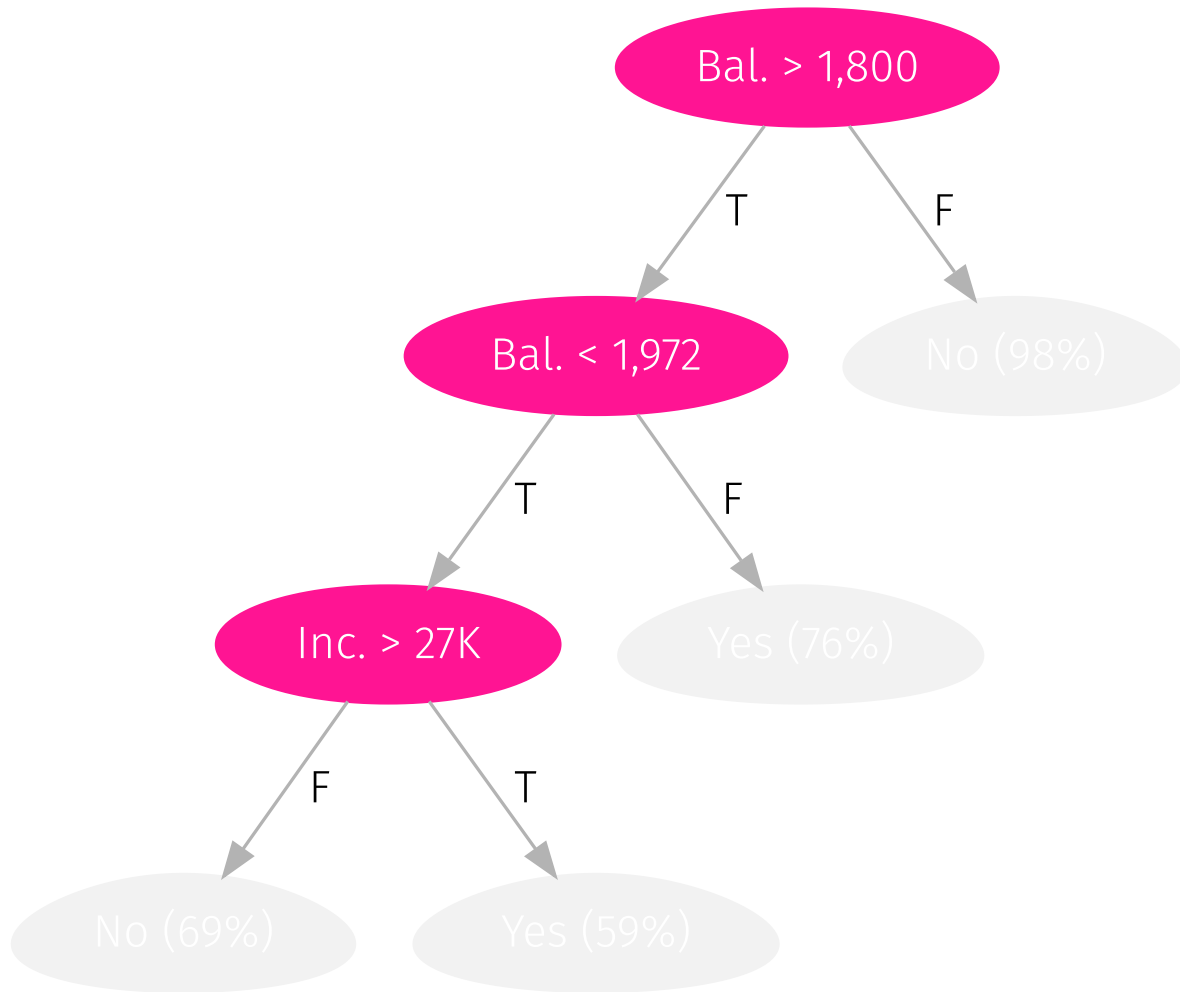 Bal. > 1,800
T
F
Bal. < 1,972
No (98%)
T
F
Inc. > 27K
Yes (76%)
F
T
No (69%)
Yes (59%)